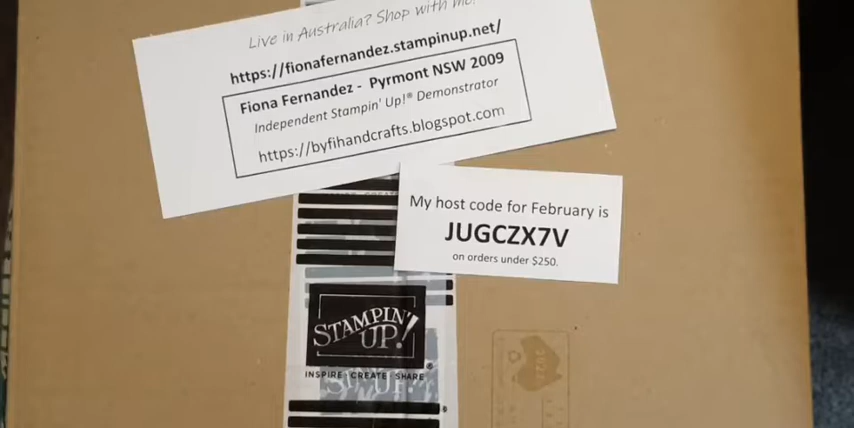 Live in Australia? Shop with me!
https://fionafernandez.stampinup.net/
Fiona Fernandez - Pyrmont NSW 2009
Independent Stampin' Up!® Demonstrator
https://byfihandcrafts.blogspot.com
My host code for February is
JUGCZX7V
on orders under $250.
STAMPIN'
UP!®
INSPIRE · CREATE · SHARE